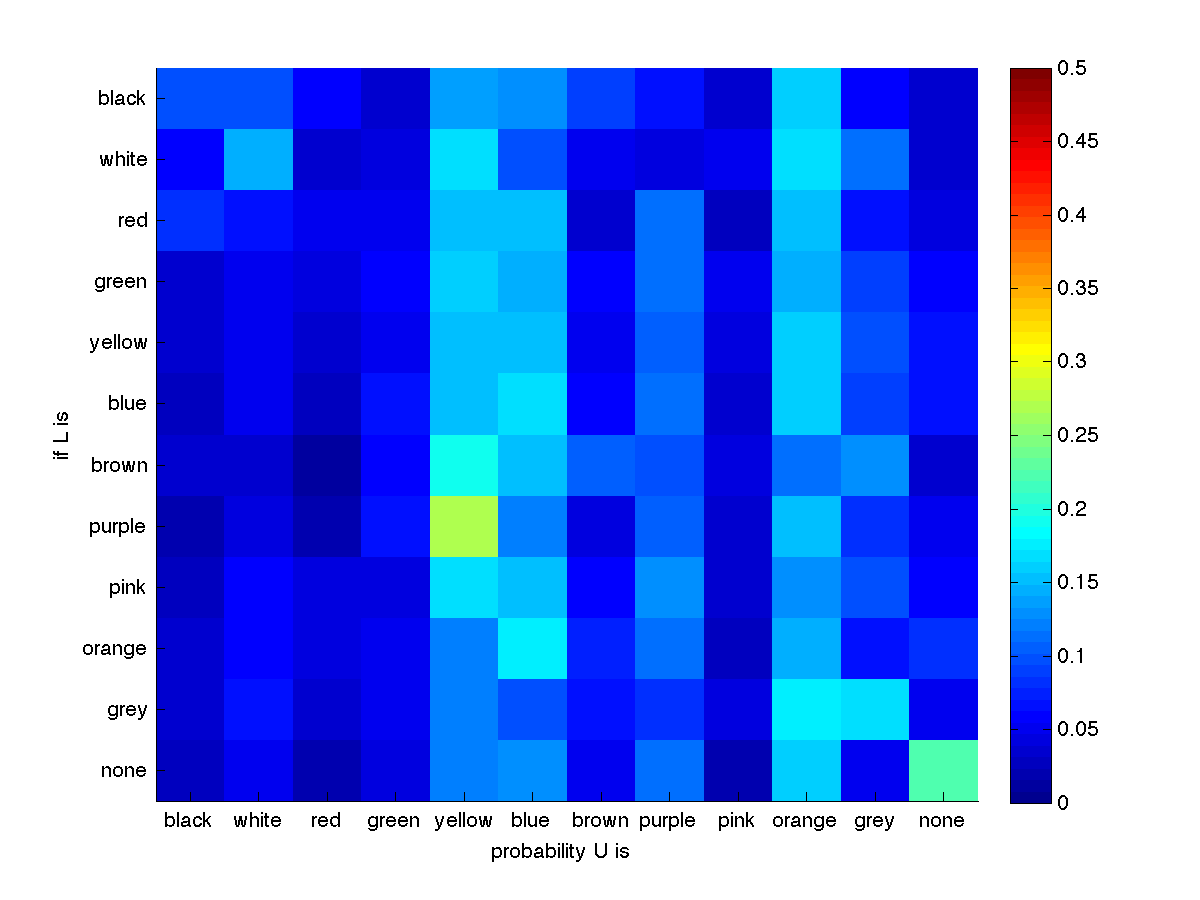 black
white
red
green
yellow
blue
brown
purple
pink
orange
grey
none
if L is
black white red green yellow blue brown purple pink orange grey none
probability U is
0.5
0.45
0.4
0.35
0.3
0.25
0.2
0.15
0.1
0.05
0